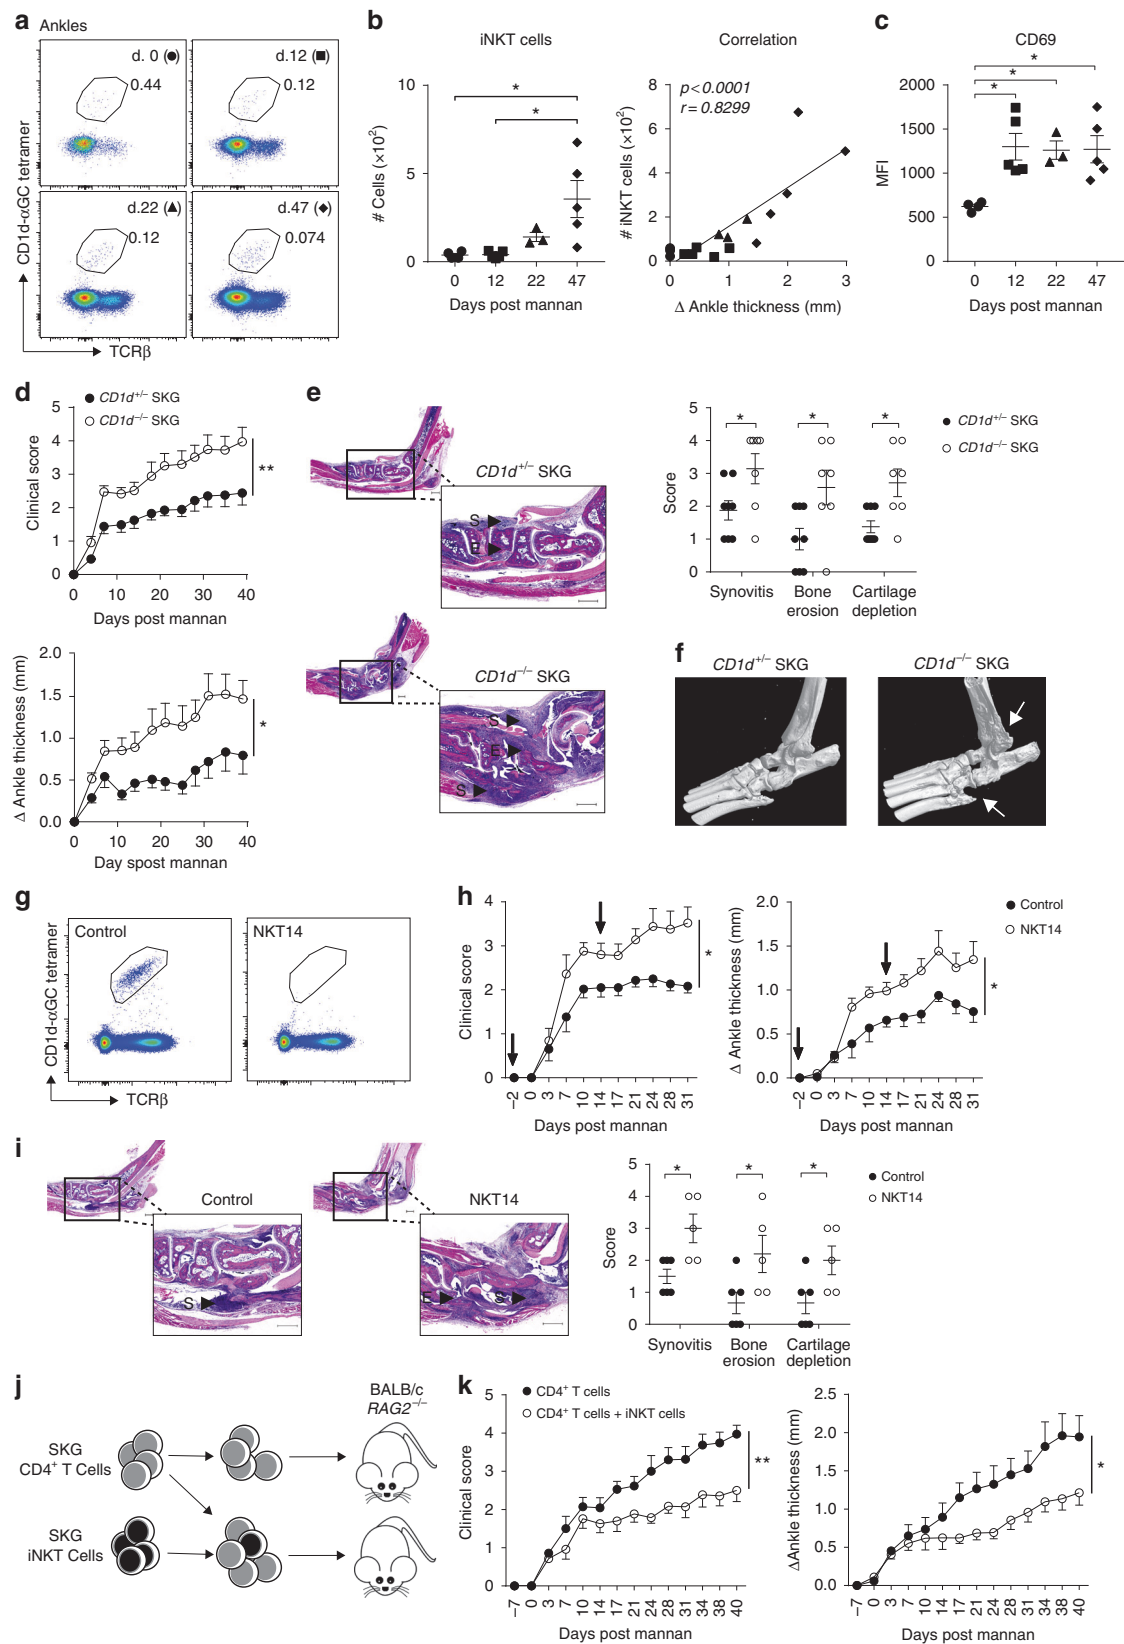 a
Ankles
d. 0 (●)
0.44
d.12 (■)
0.12
d.22 (▲)
0.12
d.47 (◆)
0.074
CD1d-αGC tetramer
TCRβ
b
iNKT cells
# Cells (×10²)
10
5
0
*
*
0 12 22 47
Days post mannan
Correlation
p<0.0001
r=0.8299
# iNKT cells (×10²)
8
6
4
2
0
0 1 2 3
Δ Ankle thickness (mm)
c
CD69
*
*
*
MFI
2000
1500
1000
500
0
0 12 22 47
Days post mannan
d
CD1d+/− SKG
CD1d−/− SKG
Clinical score
5
4
3
2
1
0
**
0 10 20 30 40
Days post mannan
Δ Ankle thickness (mm)
2.0
1.5
1.0
0.5
0.0
*
0 10 20 30 40
Day spost mannan
e
CD1d+/− SKG
S
E
CD1d−/− SKG
S
E
S
Score
5
4
3
2
1
0
* * *
CD1d+/− SKG
CD1d−/− SKG
Synovitis Bone erosion Cartilage depletion
f
CD1d+/− SKG CD1d−/− SKG
g
Control
NKT14
CD1d-αGC tetramer
TCRβ
h
Clinical score
4
3
2
1
0
*
−2 0 3 7 10 14 17 21 24 28 31
Days post mannan
Δ Ankle thickness (mm)
2.0
1.5
1.0
0.5
0.0
*
−2 0 3 7 10 14 17 21 24 28 31
Days post mannan
Control
NKT14
i
Control
S
NKT14
E
S
Score
5
4
3
2
1
0
* * *
Control
NKT14
Synovitis Bone erosion Cartilage depletion
j
SKG
CD4+ T Cells
SKG
iNKT Cells
BALB/c
RAG2−/−
k
CD4+ T cells
CD4+ T cells + iNKT cells
Clinical score
5
4
3
2
1
0
**
−7 0 3 7 10 14 17 21 24 28 31 34 38 40
Days post mannan
ΔAnkle thickness (mm)
2.5
2.0
1.5
1.0
0.5
0.0
*
−7 0 3 7 10 14 17 21 24 28 31 34 38 40
Days post mannan